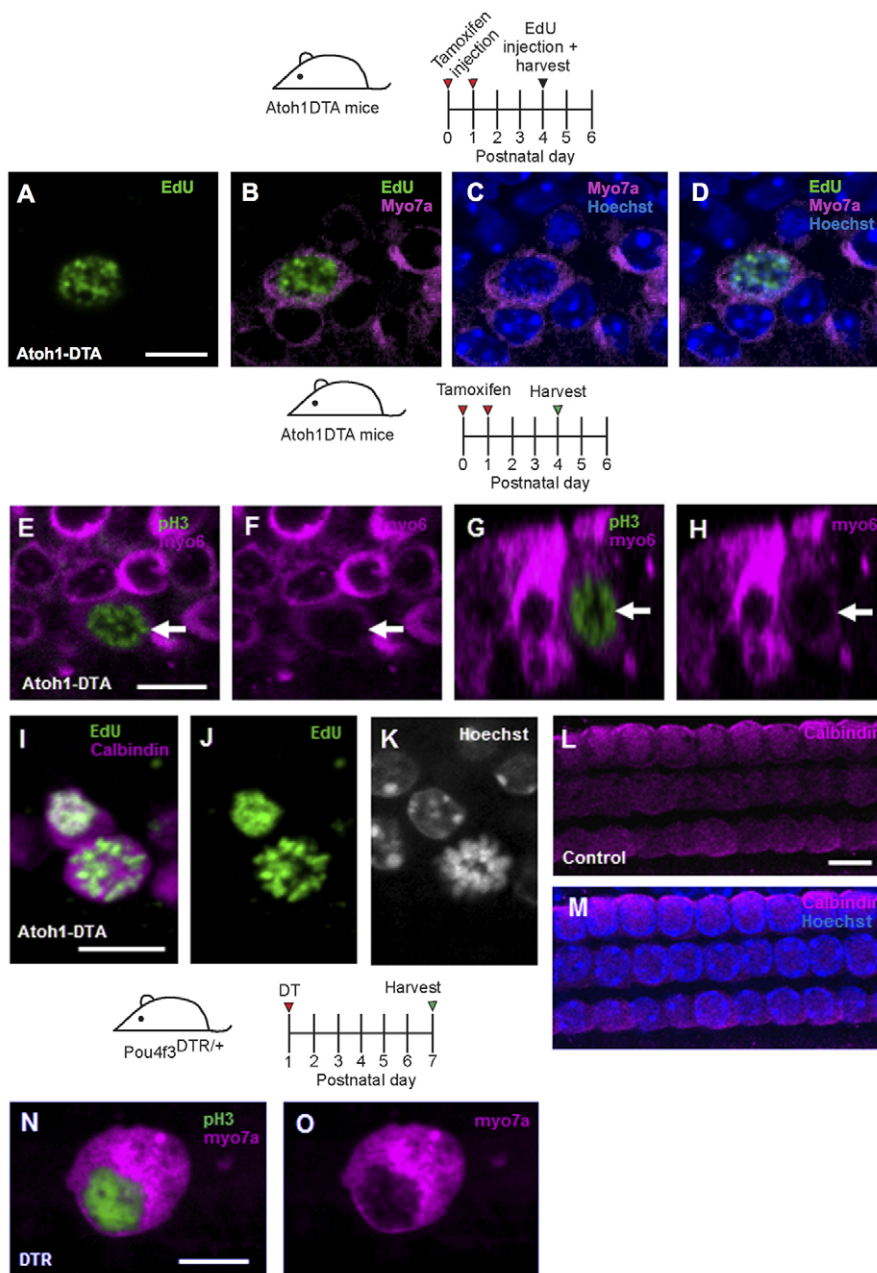 Tamoxifen
injection
EdU
injection +
harvest
Atoh1DTA mice
0 1 2 3 4 5 6
Postnatal day
A
EdU
Atoh1-DTA
B
EdU
Myo7a
C
Myo7a
Hoechst
D
EdU
Myo7a
Hoechst
Tamoxifen
Harvest
Atoh1DTA mice
0 1 2 3 4 5 6
Postnatal day
E
pH3
myo6
Atoh1-DTA
F
myo6
G
pH3
myo6
H
myo6
I
EdU
Calbindin
Atoh1-DTA
J
EdU
K
Hoechst
L
Calbindin
Control
M
Calbindin
Hoechst
DT
Harvest
Pou4f3DTR/+
1 2 3 4 5 6 7
Postnatal day
N
pH3
myo7a
DTR
O
myo7a